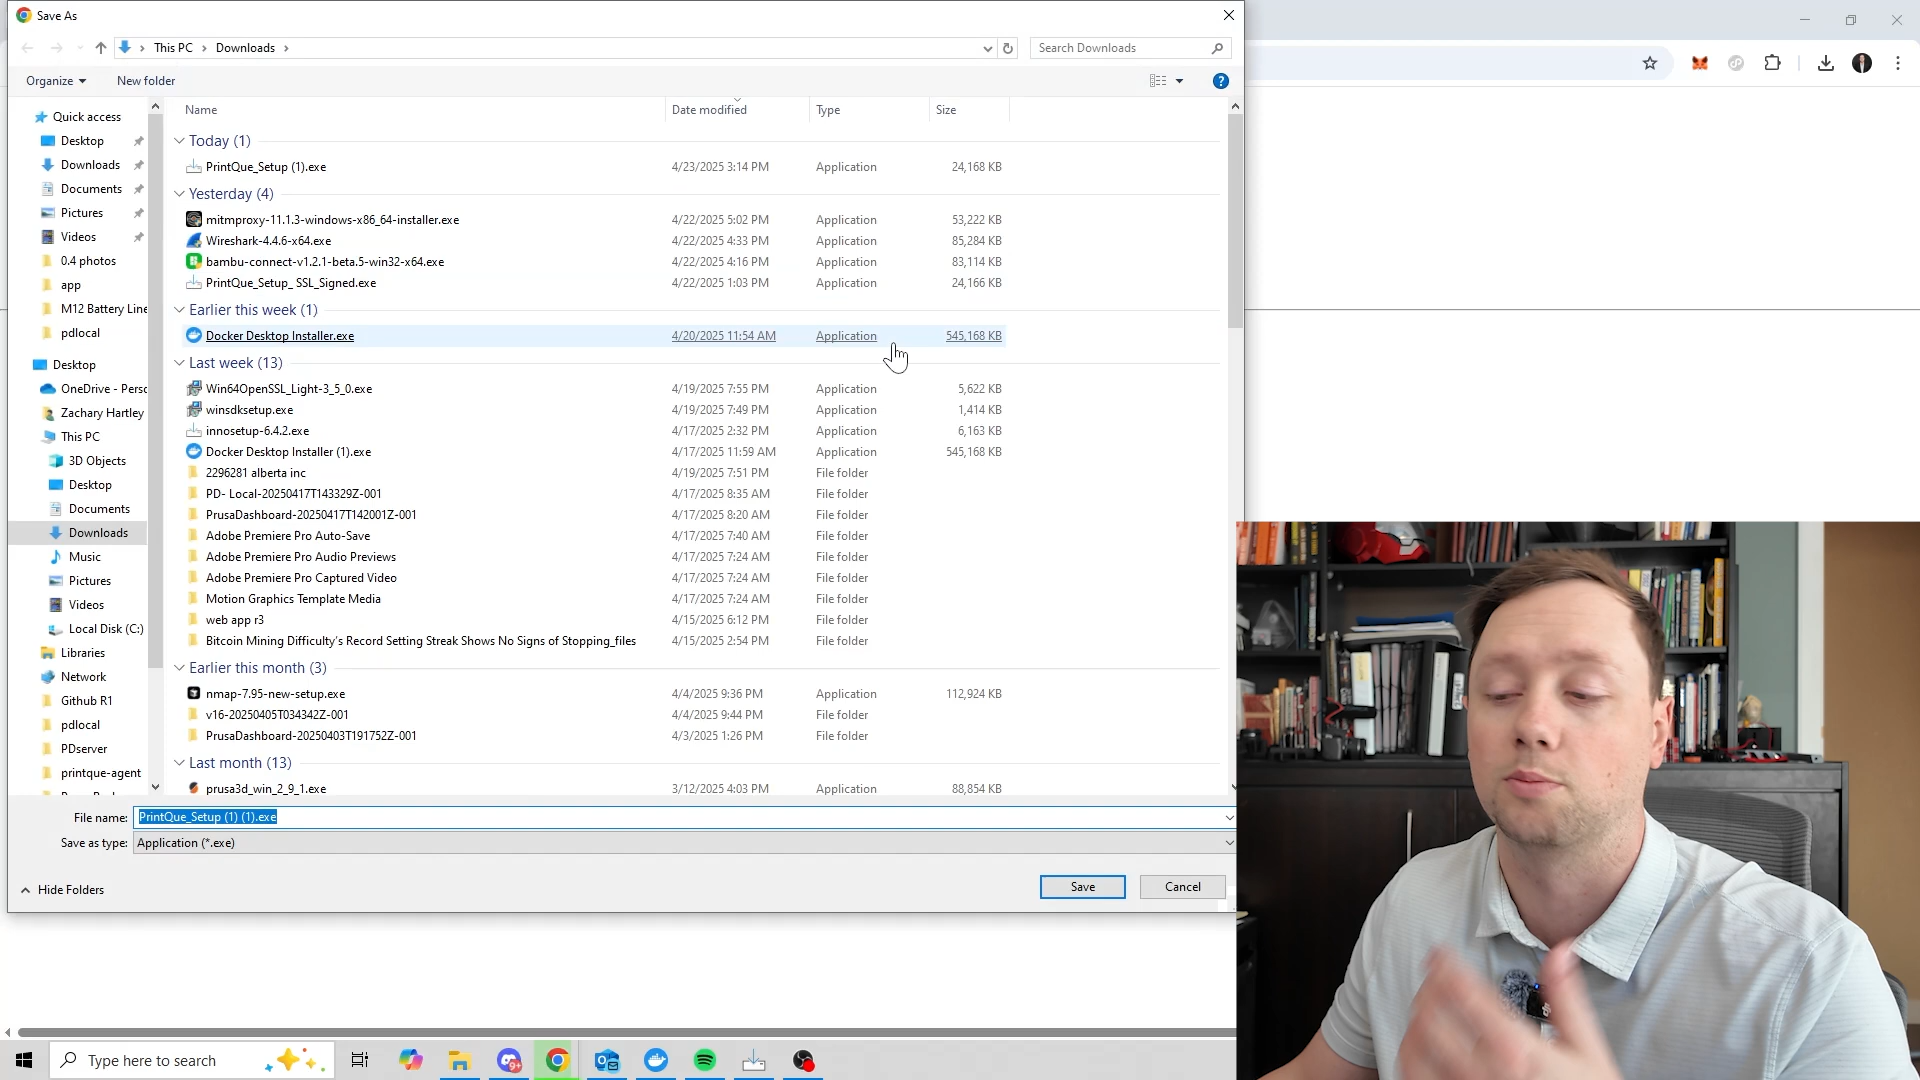 Save As
This PC > Downloads >
Search Downloads
Organize
New folder
Name
Date modified
Type
Size
Quick access
Desktop
Downloads
Documents
Pictures
Videos
0.4 photos
app
M12 Battery Line
pdlocal
Desktop
OneDrive - Perso
Zachary Hartley
This PC
3D Objects
Desktop
Documents
Downloads
Music
Pictures
Videos
Local Disk (C:)
Libraries
Network
Github R1
pdlocal
PDserver
printque-agent
Today (1)
PrintQue_Setup (1).exe 4/23/2025 3:14 PM Application 24,168 KB
Yesterday (4)
mitmproxy-11.1.3-windows-x86_64-installer.exe 4/22/2025 5:02 PM Application 53,222 KB
Wireshark-4.4.6-x64.exe 4/22/2025 4:33 PM Application 85,284 KB
bambu-connect-v1.2.1-beta.5-win32-x64.exe 4/22/2025 4:16 PM Application 83,114 KB
PrintQue_Setup_ SSL_Signed.exe 4/22/2025 1:03 PM Application 24,166 KB
Earlier this week (1)
Docker Desktop Installer.exe 4/20/2025 11:54 AM Application 545,168 KB
Last week (13)
Win64OpenSSL_Light-3_5_0.exe 4/19/2025 7:55 PM Application 5,622 KB
winsdksetup.exe 4/19/2025 7:49 PM Application 1,414 KB
innosetup-6.4.2.exe 4/17/2025 2:32 PM Application 6,163 KB
Docker Desktop Installer (1).exe 4/17/2025 11:59 AM Application 545,168 KB
2296281 alberta inc 4/19/2025 7:51 PM File folder
PD- Local-20250417T143329Z-001 4/17/2025 8:35 AM File folder
PrusaDashboard-20250417T142001Z-001 4/17/2025 8:20 AM File folder
Adobe Premiere Pro Auto-Save 4/17/2025 7:40 AM File folder
Adobe Premiere Pro Audio Previews 4/17/2025 7:24 AM File folder
Adobe Premiere Pro Captured Video 4/17/2025 7:24 AM File folder
Motion Graphics Template Media 4/17/2025 7:24 AM File folder
web app r3 4/15/2025 6:12 PM File folder
Bitcoin Mining Difficulty's Record Setting Streak Shows No Signs of Stopping_files 4/15/2025 2:54 PM File folder
Earlier this month (3)
nmap-7.95-new-setup.exe 4/4/2025 9:36 PM Application 112,924 KB
v16-20250405T034342Z-001 4/4/2025 9:44 PM File folder
PrusaDashboard-20250403T191752Z-001 4/3/2025 1:26 PM File folder
Last month (13)
prusa3d_win_2_9_1.exe 3/12/2025 4:03 PM Application 88,854 KB
File name: PrintQue_Setup (1) (1).exe
Save as type: Application (*.exe)
Hide Folders
Save
Cancel
Type here to search
9+